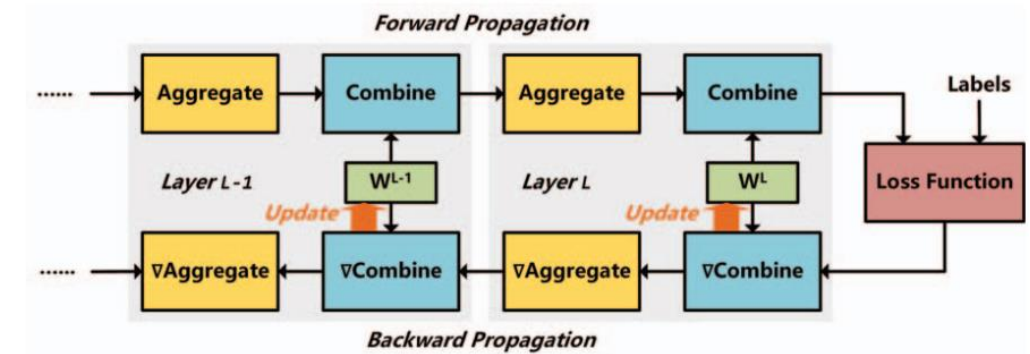 Forward Propagation
...... Aggregate Combine Aggregate Combine
Labels
Layer L-1 W^L-1 Layer L W^L Loss Function
Update Update
...... ∇Aggregate ∇Combine ∇Aggregate ∇Combine
Backward Propagation